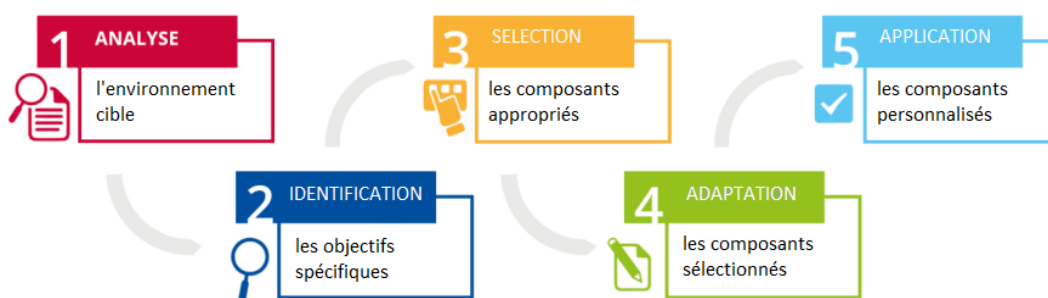 1 ANALYSE
l'environnement
cible
2 IDENTIFICATION
les objectifs
spécifiques
3 SELECTION
les composants
appropriés
4 ADAPTATION
les composants
sélectionnés
5 APPLICATION
les composants
personnalisés